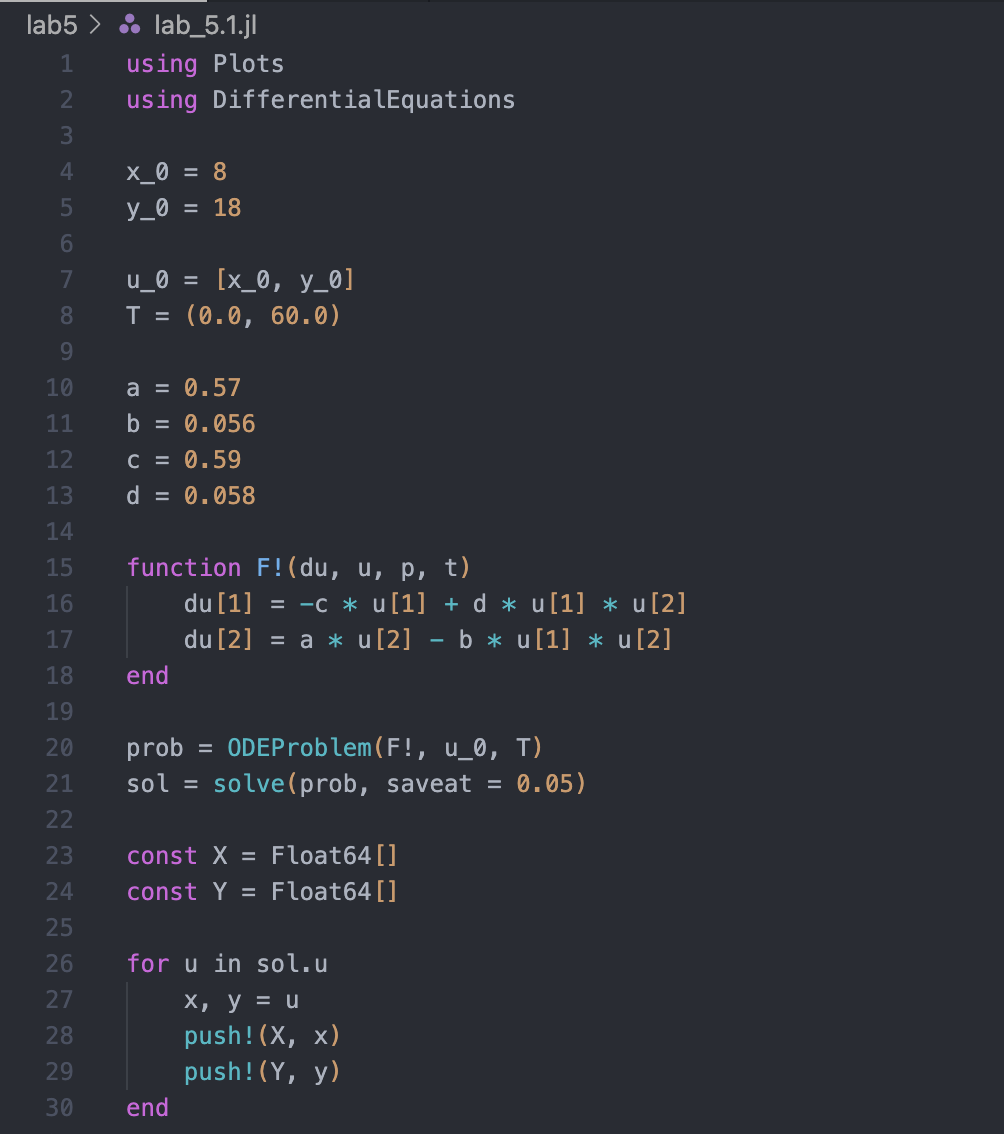 lab5 > lab_5.1.jl
1 using Plots
2 using DifferentialEquations
3
4 x_0 = 8
5 y_0 = 18
6
7 u_0 = [x_0, y_0]
8 T = (0.0, 60.0)
9
10 a = 0.57
11 b = 0.056
12 c = 0.59
13 d = 0.058
14
15 function F!(du, u, p, t)
16     du[1] = -c * u[1] + d * u[1] * u[2]
17     du[2] = a * u[2] - b * u[1] * u[2]
18 end
19
20 prob = ODEProblem(F!, u_0, T)
21 sol = solve(prob, saveat = 0.05)
22
23 const X = Float64[]
24 const Y = Float64[]
25
26 for u in sol.u
27     x, y = u
28     push!(X, x)
29     push!(Y, y)
30 end